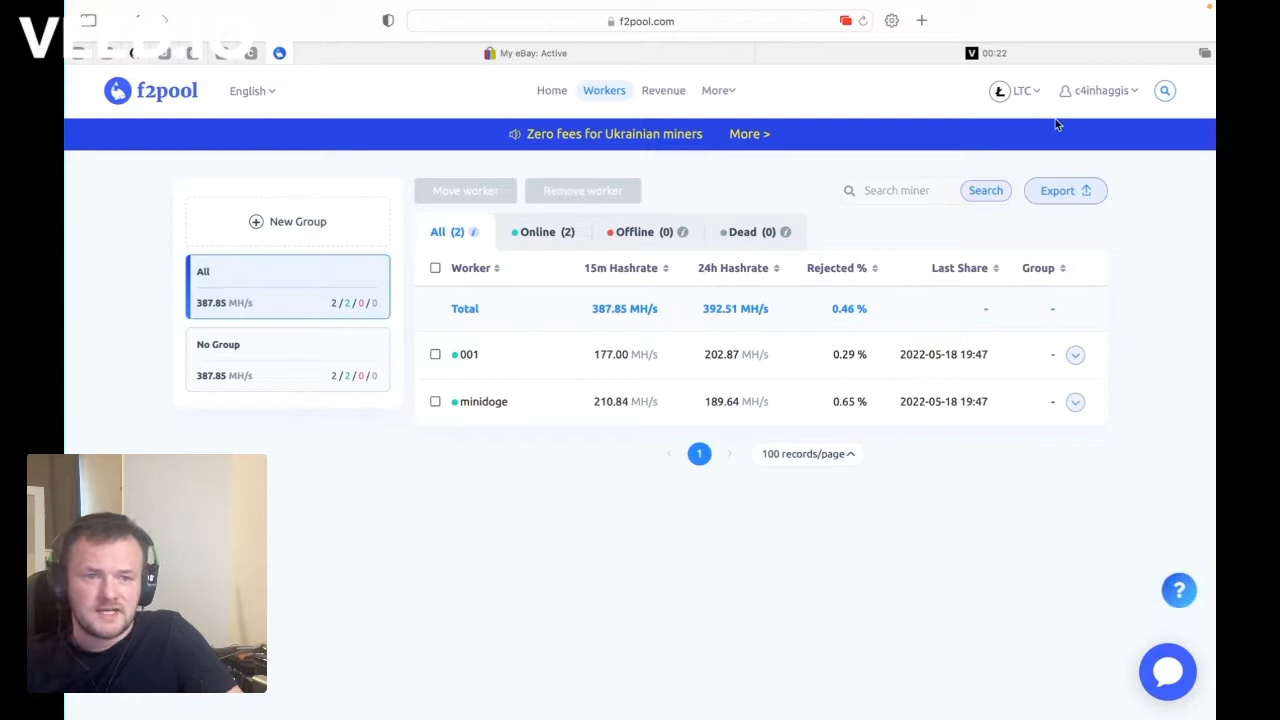 f2pool.com
My eBay: Active
V 00:22
f2pool
English
Home Workers Revenue More
LTC
c4inhaggis
Zero fees for Ukrainian miners More >
Move worker Remove worker
Search miner Search Export
New Group
All (2) Online (2) Offline (0) Dead (0)
All
387.85 MH/s 2/2/0/0
No Group
387.85 MH/s 2/2/0/0
Worker 15m Hashrate 24h Hashrate Rejected % Last Share Group
Total 387.85 MH/s 392.51 MH/s 0.46 % - -
001 177.00 MH/s 202.87 MH/s 0.29 % 2022-05-18 19:47 -
minidoge 210.84 MH/s 189.64 MH/s 0.65 % 2022-05-18 19:47 -
1 100 records/page
?